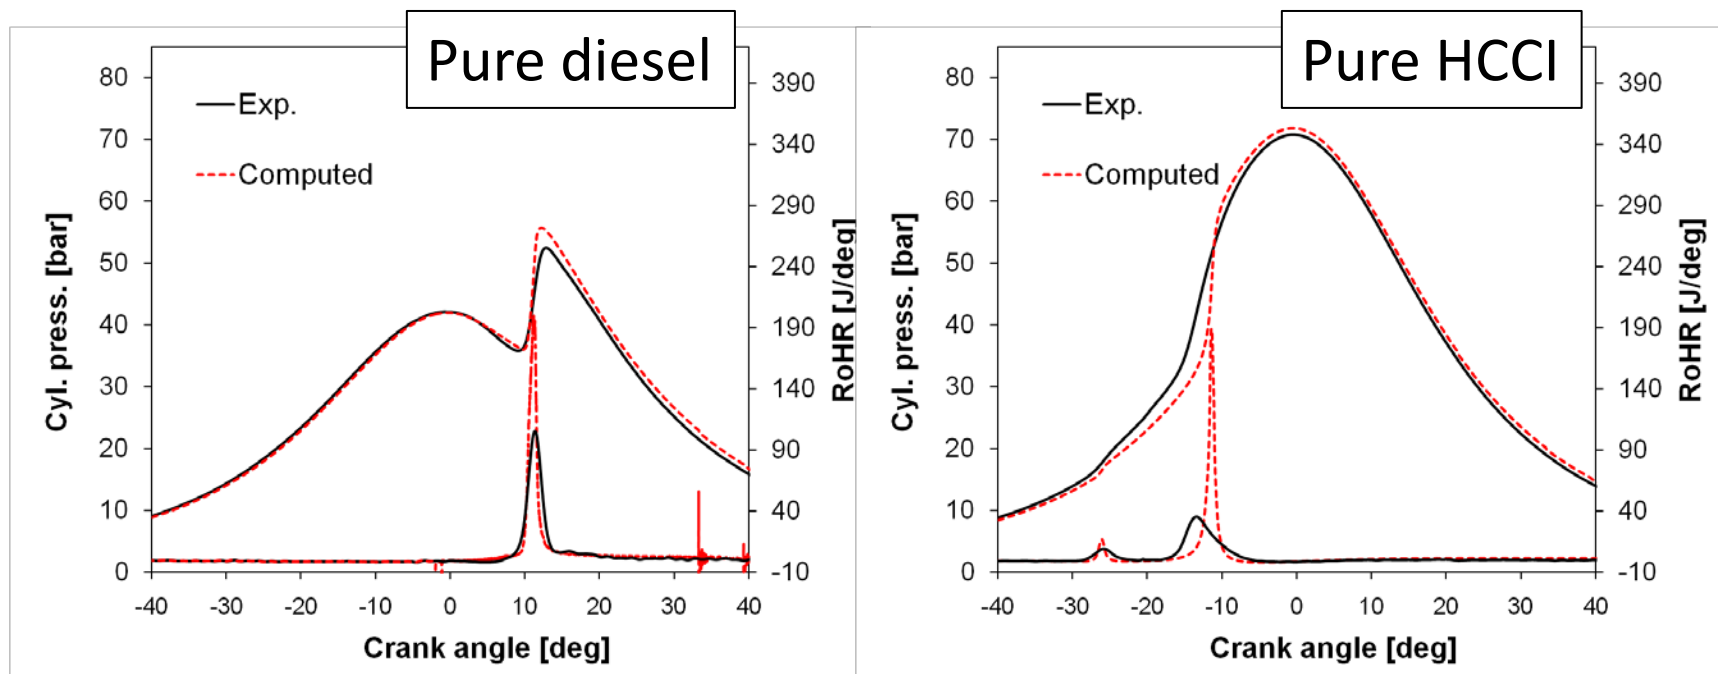 Pure diesel
Exp.
Computed
Cyl. press. [bar]
80
70
60
50
40
30
20
10
0
390
340
290
240
190
140
90
40
-10
RoHR [J/deg]
-40 -30 -20 -10 0 10 20 30 40
Crank angle [deg]
Pure HCCI
Exp.
Computed
Cyl. press. [bar]
80
70
60
50
40
30
20
10
0
390
340
290
240
190
140
90
40
-10
RoHR [J/deg]
-40 -30 -20 -10 0 10 20 30 40
Crank angle [deg]